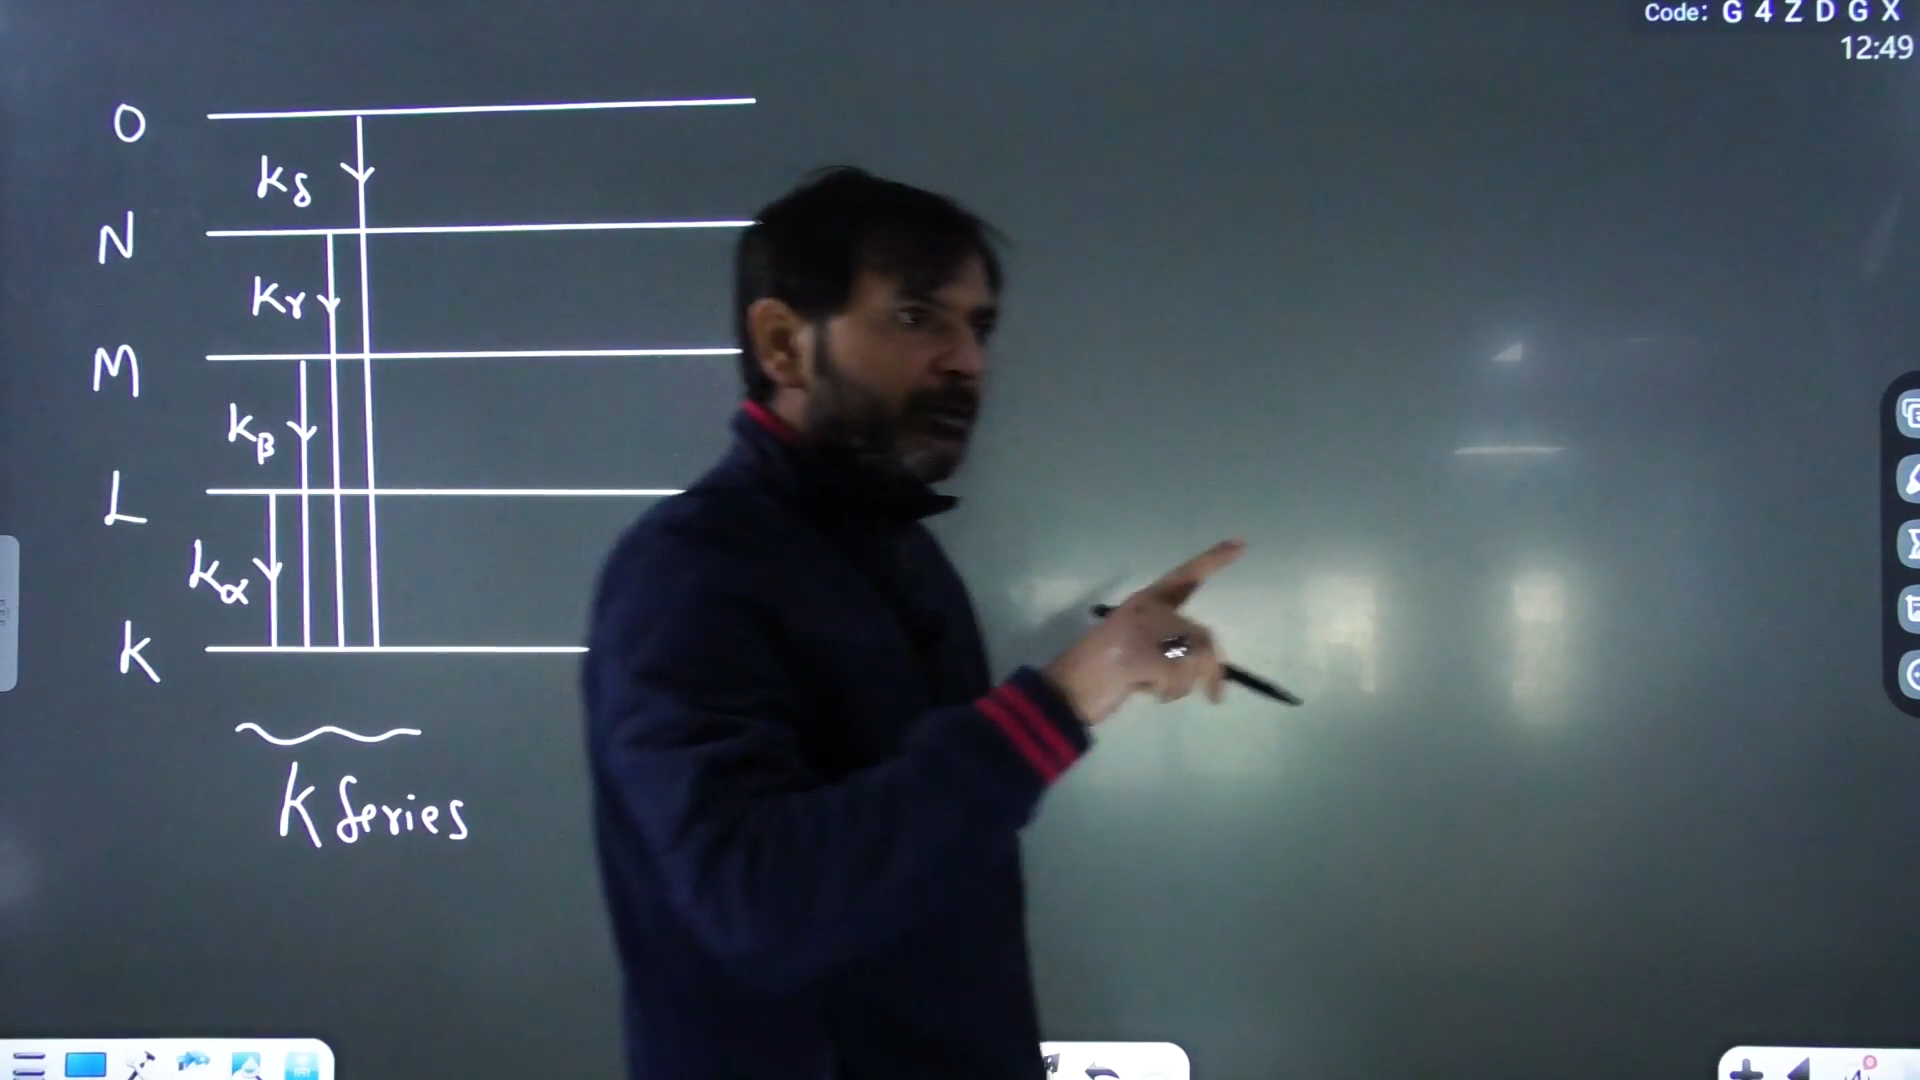 Code: G 4 Z D G X
12:49
O
Kδ
N
Kγ
M
Kβ
L
Kα
K
K Series